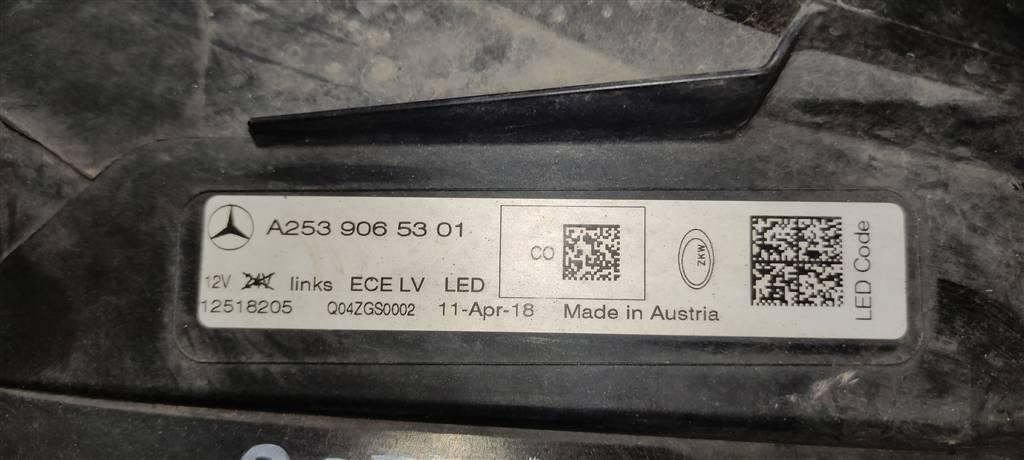 A253 906 53 01
CO
ZKW
12V 24V links ECE LV LED
12518205 Q04ZGS0002 11-Apr-18 Made in Austria
LED Code